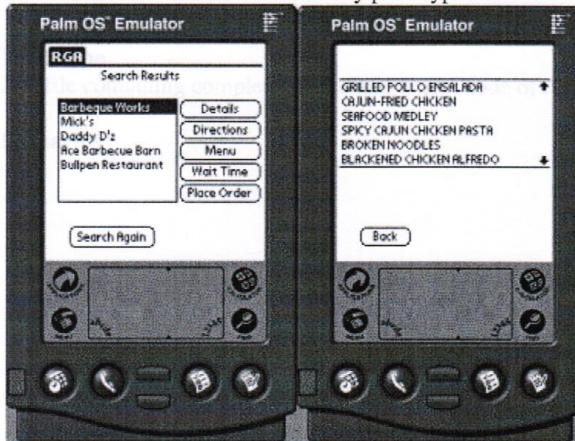 Palm OS™ Emulator
RGA
Search Results
Barbeque Works
Mick's
Daddy D'z
Ace Barbecue Barn
Bullpen Restaurant
Details
Directions
Menu
Wait Time
Place Order
Search Again
Palm OS™ Emulator
GRILLED POLLO ENSALADA
CAJUN-FRIED CHICKEN
SEAFOOD MEDLEY
SPICY CAJUN CHICKEN PASTA
BROKEN NOODLES
BLACKENED CHICKEN ALFREDO
Back